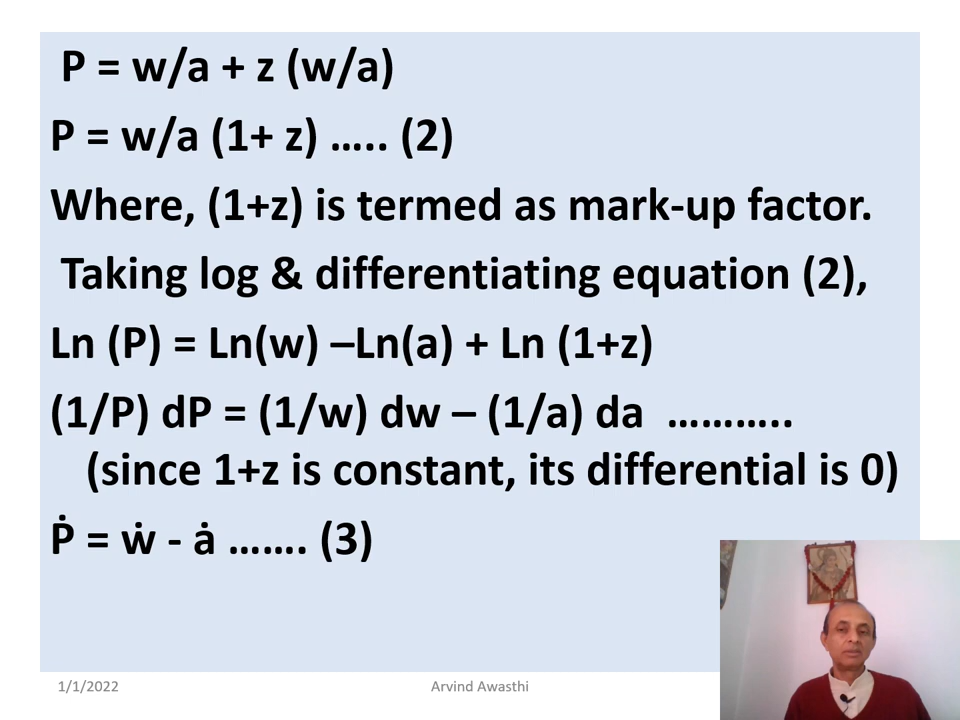 P = w/a + z (w/a)
P = w/a (1+ z) ….. (2)
Where, (1+z) is termed as mark-up factor.
Taking log & differentiating equation (2),
Ln (P) = Ln(w) –Ln(a) + Ln (1+z)
(1/P) dP = (1/w) dw – (1/a) da ………..
(since 1+z is constant, its differential is 0)
Ṗ = ẇ - ȧ ……. (3)
1/1/2022
Arvind Awasthi